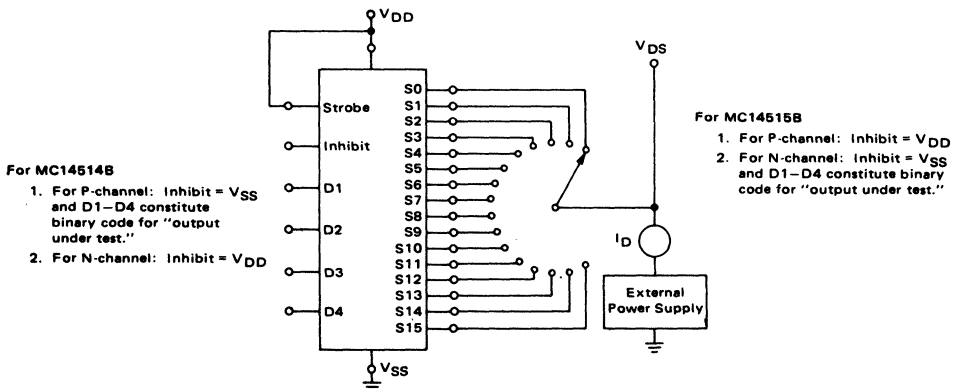 VDD
VDS
Strobe
Inhibit
D1
D2
D3
D4
S0
S1
S2
S3
S4
S5
S6
S7
S8
S9
S10
S11
S12
S13
S14
S15
VSS
For MC14514B
1. For P-channel: Inhibit = VSS
and D1–D4 constitute
binary code for “output
under test.”
2. For N-channel: Inhibit = VDD
For MC14515B
1. For P-channel: Inhibit = VDD
2. For N-channel: Inhibit = VSS
and D1–D4 constitute binary
code for “output under test.”
ID
External
Power Supply